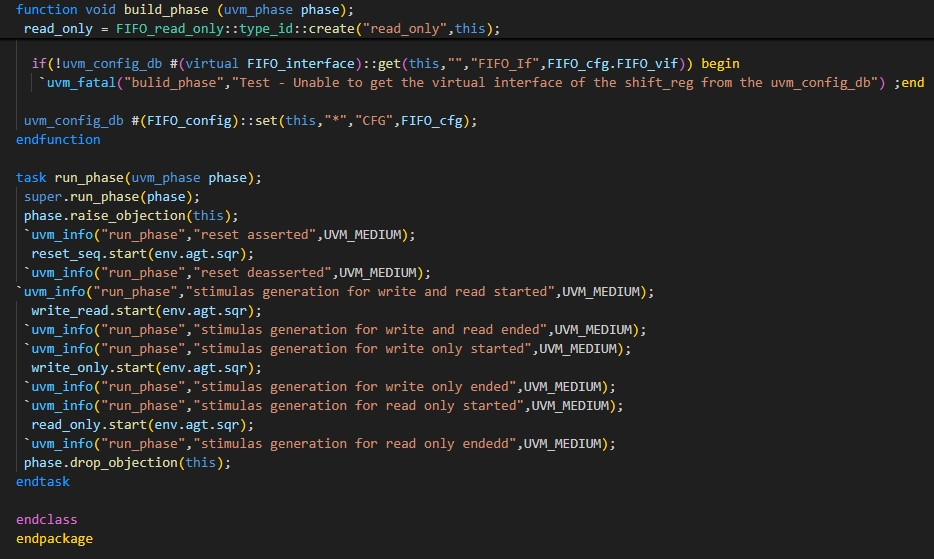 function void build_phase (uvm_phase phase);
read_only = FIFO_read_only::type_id::create("read_only",this);
if(!uvm_config_db #(virtual FIFO_interface)::get(this,"","FIFO_If",FIFO_cfg.FIFO_vif)) begin
`uvm_fatal("bulid_phase","Test - Unable to get the virtual interface of the shift_reg from the uvm_config_db") ;end
uvm_config_db #(FIFO_config)::set(this,"*","CFG",FIFO_cfg);
endfunction
task run_phase(uvm_phase phase);
super.run_phase(phase);
phase.raise_objection(this);
`uvm_info("run_phase","reset asserted",UVM_MEDIUM);
reset_seq.start(env.agt.sqr);
`uvm_info("run_phase","reset deasserted",UVM_MEDIUM);
`uvm_info("run_phase","stimulas generation for write and read started",UVM_MEDIUM);
write_read.start(env.agt.sqr);
`uvm_info("run_phase","stimulas generation for write and read ended",UVM_MEDIUM);
`uvm_info("run_phase","stimulas generation for write only started",UVM_MEDIUM);
write_only.start(env.agt.sqr);
`uvm_info("run_phase","stimulas generation for write only ended",UVM_MEDIUM);
`uvm_info("run_phase","stimulas generation for read only started",UVM_MEDIUM);
read_only.start(env.agt.sqr);
`uvm_info("run_phase","stimulas generation for read only endedd",UVM_MEDIUM);
phase.drop_objection(this);
endtask
endclass
endpackage